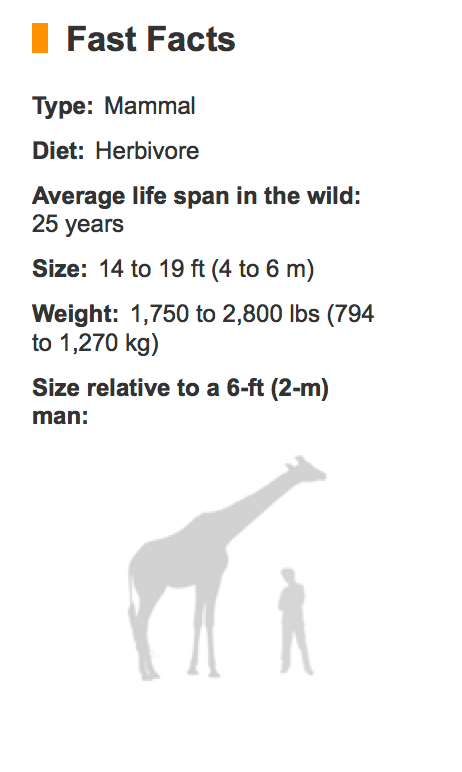 Fast Facts
Type: Mammal
Diet: Herbivore
Average life span in the wild:
25 years
Size: 14 to 19 ft (4 to 6 m)
Weight: 1,750 to 2,800 lbs (794
to 1,270 kg)
Size relative to a 6-ft (2-m)
man: